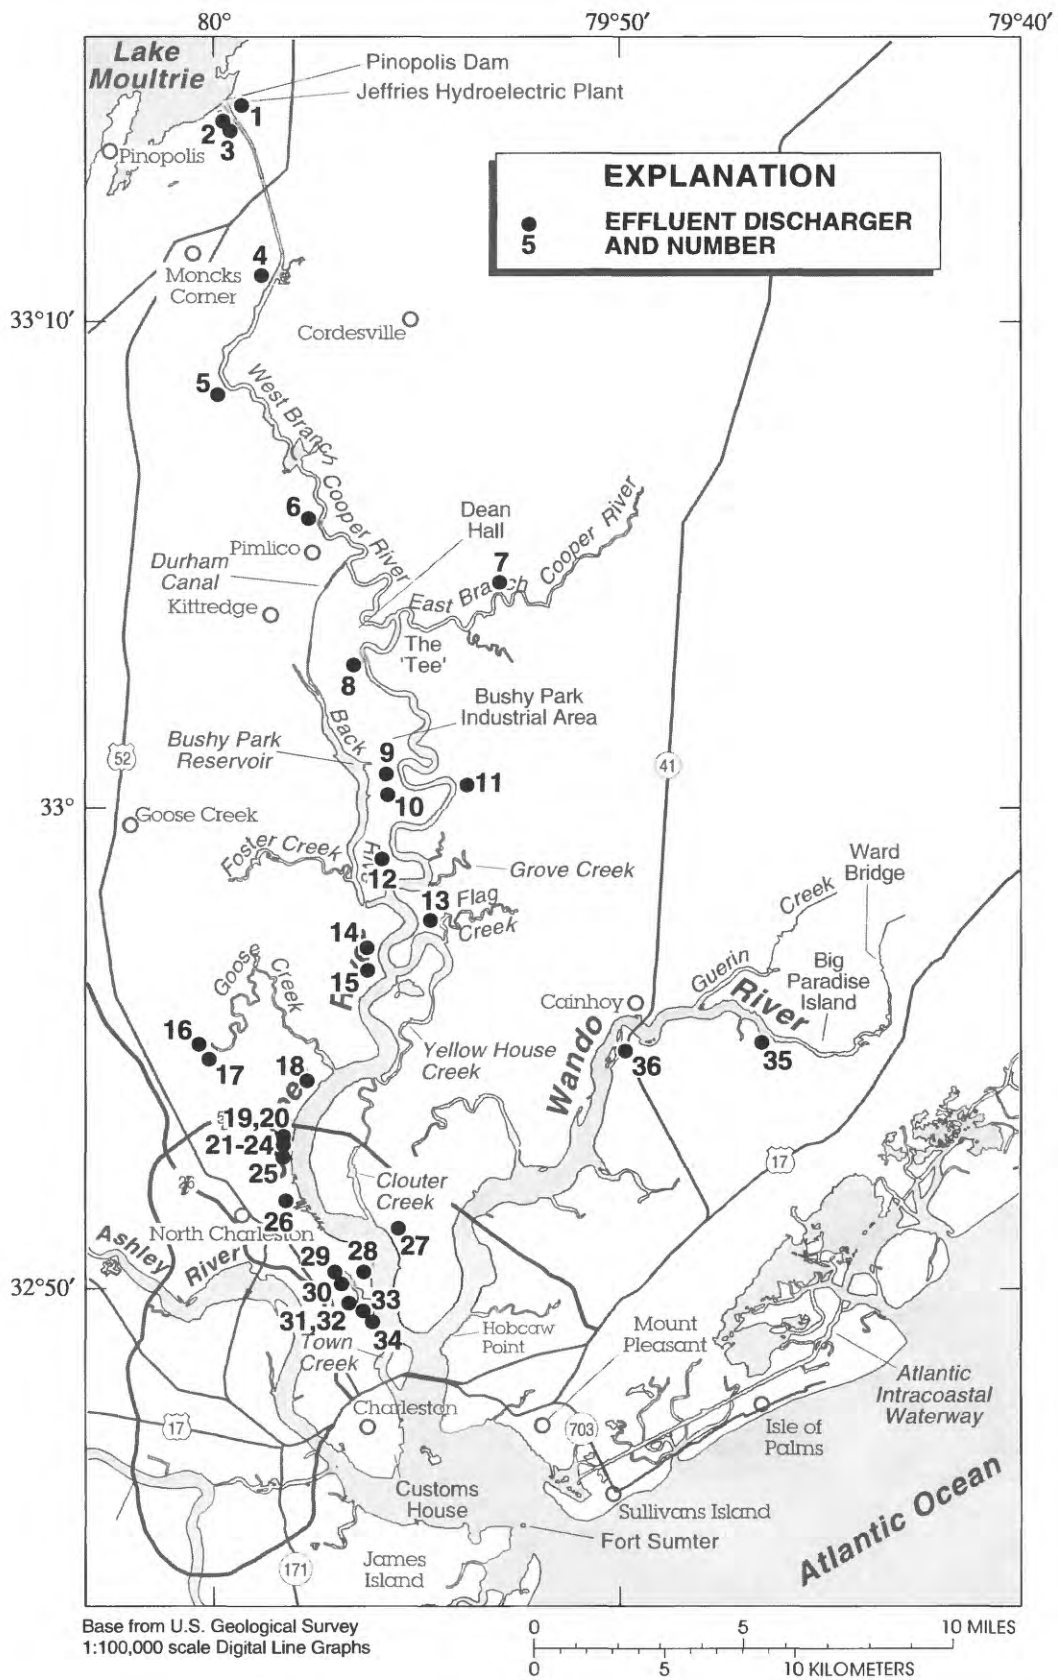 80°
79°50′
79°40′
Lake
Moultrie
Pinopolis Dam
Jeffries Hydroelectric Plant
1
2
3
Pinopolis
EXPLANATION
5
EFFLUENT DISCHARGER
AND NUMBER
4
Moncks
Corner
33°10′
Cordesville
5
West Branch Cooper River
6
Dean
Hall
Pimlico
Durham
Canal
7
East Branch Cooper River
Kittredge
The
'Tee'
8
Bushy Park
Industrial Area
Back
Bushy Park
Reservoir
9
52
41
11
10
33°
Goose Creek
Foster Creek
12
Grove Creek
Ward
Bridge
13
Flag
Creek
Guerin Creek
14
15
Goose Creek
Big
Paradise
Island
Cainhoy
Wando River
16
17
18
Yellow House
Creek
36
35
19,20
21-24
25
17
Clouter
Creek
26
26
North Charleston
27
Ashley River
29
28
32°50′
30
33
31,32
34
Town
Creek
Hobcaw
Point
Mount
Pleasant
Atlantic
Intracoastal
Waterway
Charleston
17
703
Isle of
Palms
Customs
House
Sullivans Island
Fort Sumter
James
Island
171
Atlantic Ocean
Base from U.S. Geological Survey
1:100,000 scale Digital Line Graphs
0 5 10 MILES
0 5 10 KILOMETERS